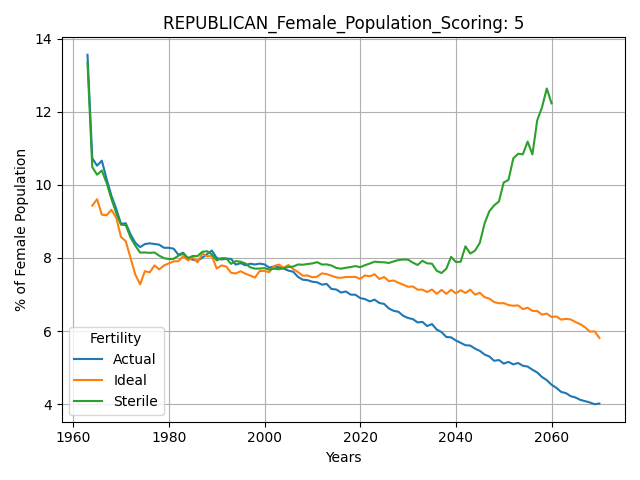 REPUBLICAN_Female_Population_Scoring: 5
% of Female Population
14
12
10
8
6
4
Fertility
Actual
Ideal
Sterile
1960 1980 2000 2020 2040 2060
Years